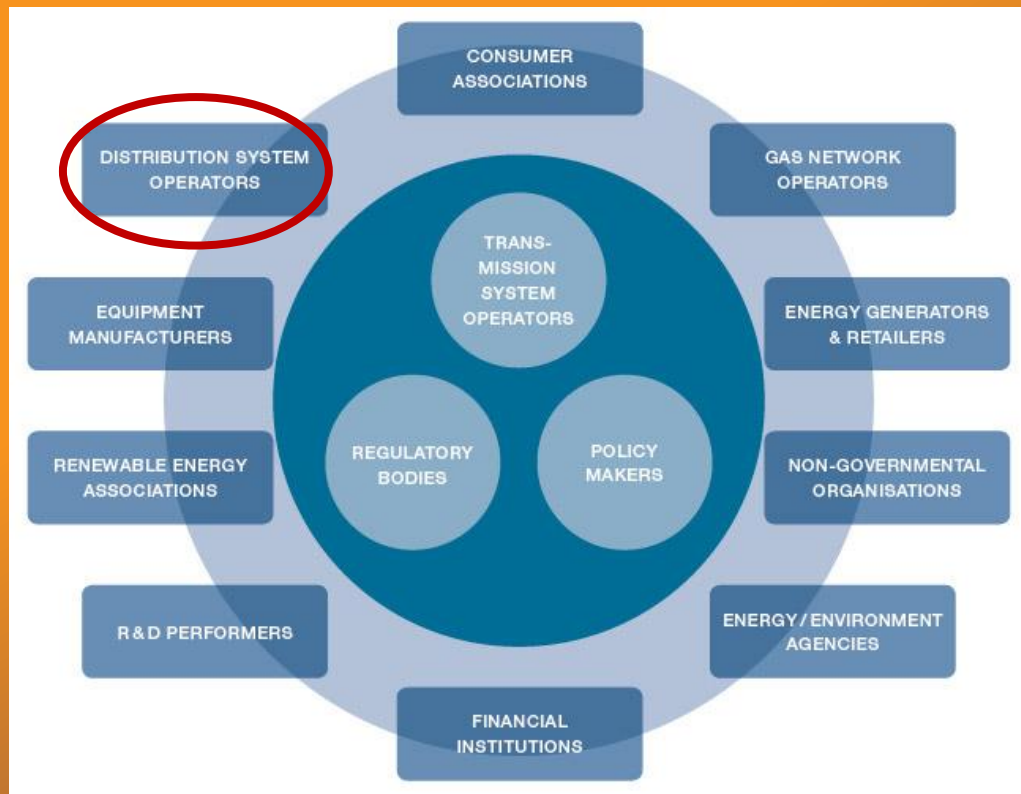 CONSUMER
ASSOCIATIONS
DISTRIBUTION SYSTEM
OPERATORS
GAS NETWORK
OPERATORS
TRANS-
MISSION
SYSTEM
OPERATORS
EQUIPMENT
MANUFACTURERS
ENERGY GENERATORS
& RETAILERS
REGULATORY
BODIES
POLICY
MAKERS
RENEWABLE ENERGY
ASSOCIATIONS
NON-GOVERNMENTAL
ORGANISATIONS
R & D PERFORMERS
ENERGY / ENVIRONMENT
AGENCIES
FINANCIAL
INSTITUTIONS